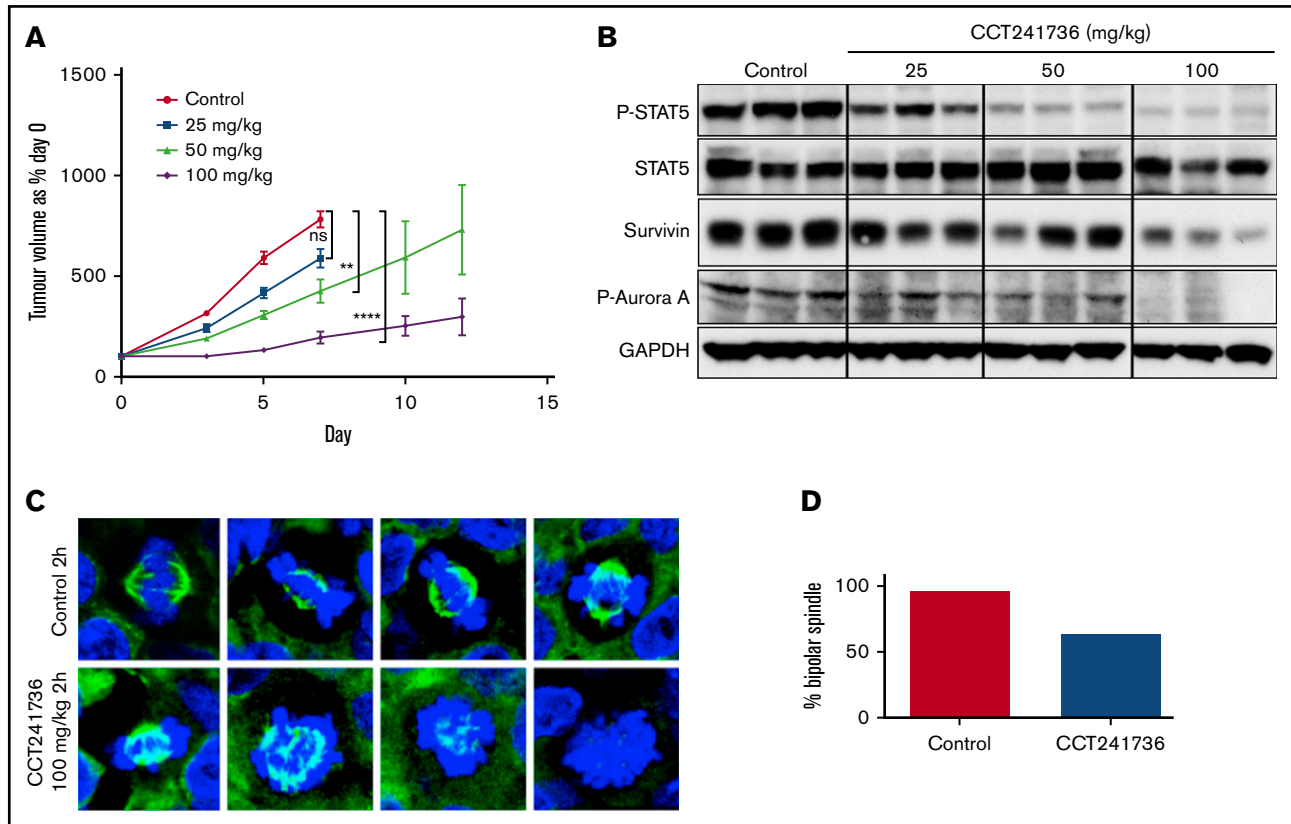 A
1500
1000
500
0
0
5
10
15
Tumour volume as % day 0
Day
Control
25 mg/kg
50 mg/kg
100 mg/kg
ns
**
****
B
CCT241736 (mg/kg)
Control
25
50
100
P-STAT5
STAT5
Survivin
P-Aurora A
GAPDH
C
Control 2h
CCT241736
100 mg/kg 2h
D
100
50
0
% bipolar spindle
Control
CCT241736